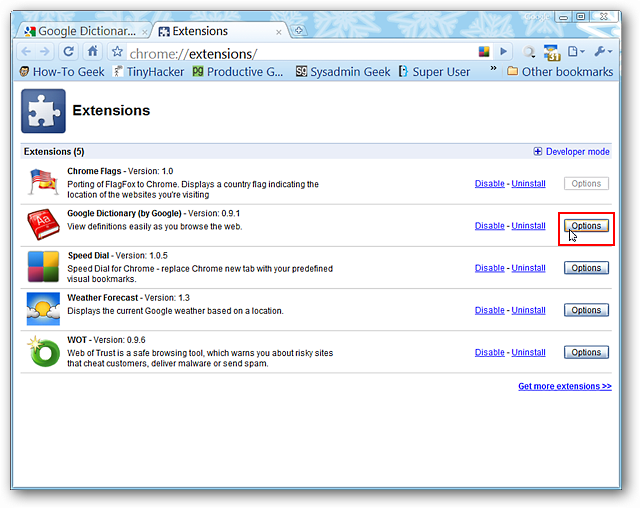 Google Dictionar...
Extensions
chrome://extensions/
31
How-To Geek
TinyHacker
Productive G...
Sysadmin Geek
Super User
»
Other bookmarks
Extensions
Extensions (5)
Developer mode
Chrome Flags - Version: 1.0
Porting of FlagFox to Chrome. Displays a country flag indicating the
location of the websites you're visiting
Disable - Uninstall
Options
Google Dictionary (by Google) - Version: 0.9.1
View definitions easily as you browse the web.
Disable - Uninstall
Options
Speed Dial - Version: 1.0.5
Speed Dial for Chrome - replace Chrome new tab with your predefined
visual bookmarks.
Disable - Uninstall
Options
Weather Forecast - Version: 1.3
Displays the current Google weather based on a location.
Disable - Uninstall
Options
WOT - Version: 0.9.6
Web of Trust is a safe browsing tool, which warns you about risky sites
that cheat customers, deliver malware or send spam.
Disable - Uninstall
Options
Get more extensions >>